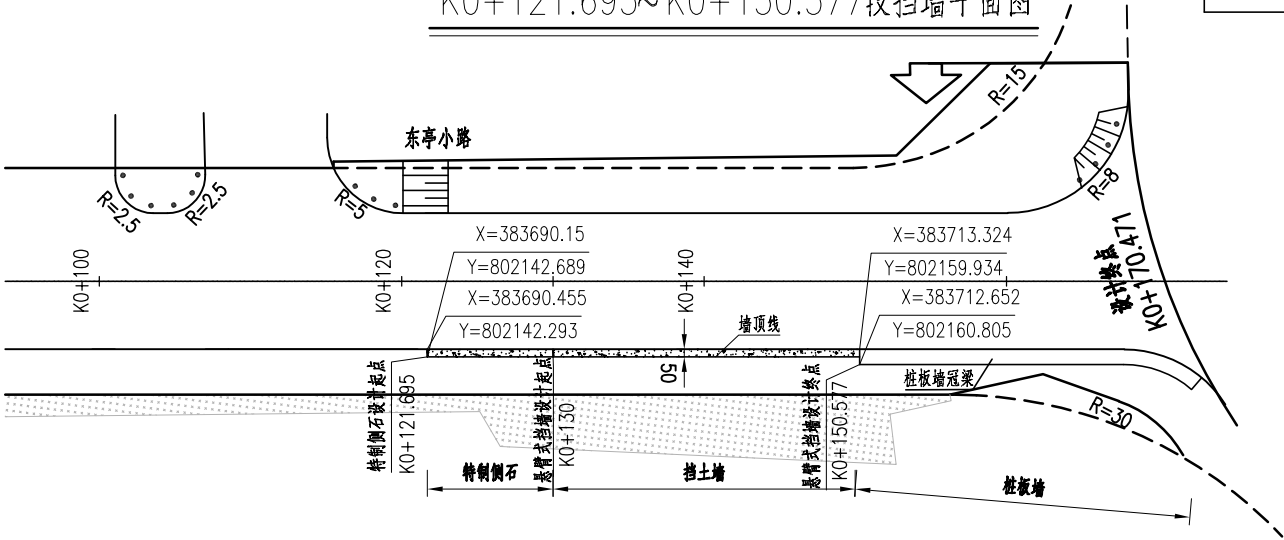 K0+121.695~K0+150.577段挡墙平面图
R=15
东亭小路
R=2.5
R=2.5
R=5
R=8
X=383690.15
Y=802142.689
X=383690.455
Y=802142.293
X=383713.324
Y=802159.934
X=383712.652
Y=802160.805
K0+100
K0+120
K0+140
设计终点
K0+170.471
墙顶线
50
桩板墙冠梁
R=30
特制侧石设计起点
K0+121.695
悬臂式挡墙设计起点
K0+130
悬臂式挡墙设计终点
K0+150.577
特制侧石
挡土墙
桩板墙